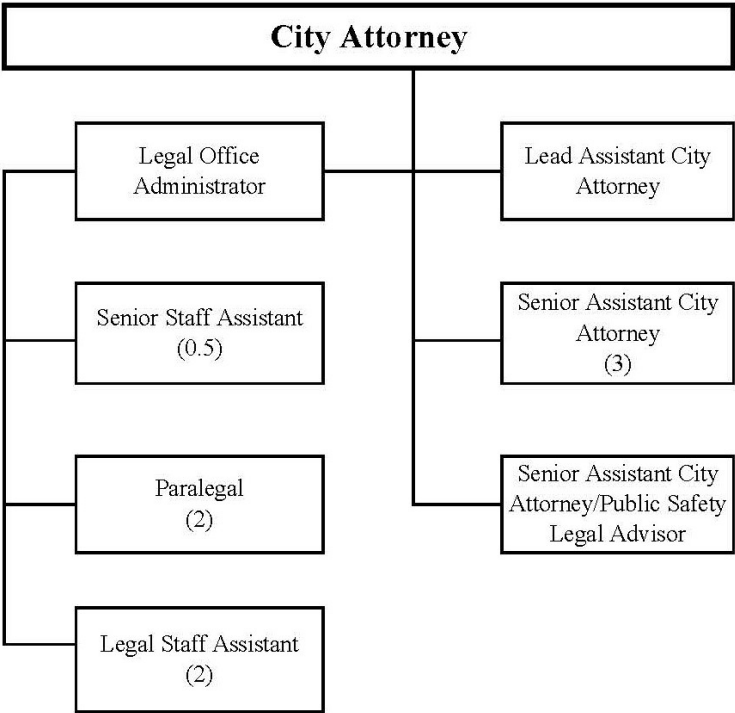 City Attorney
Legal Office
Administrator
Lead Assistant City
Attorney
Senior Staff Assistant
(0.5)
Senior Assistant City
Attorney
(3)
Paralegal
(2)
Senior Assistant City
Attorney/Public Safety
Legal Advisor
Legal Staff Assistant
(2)